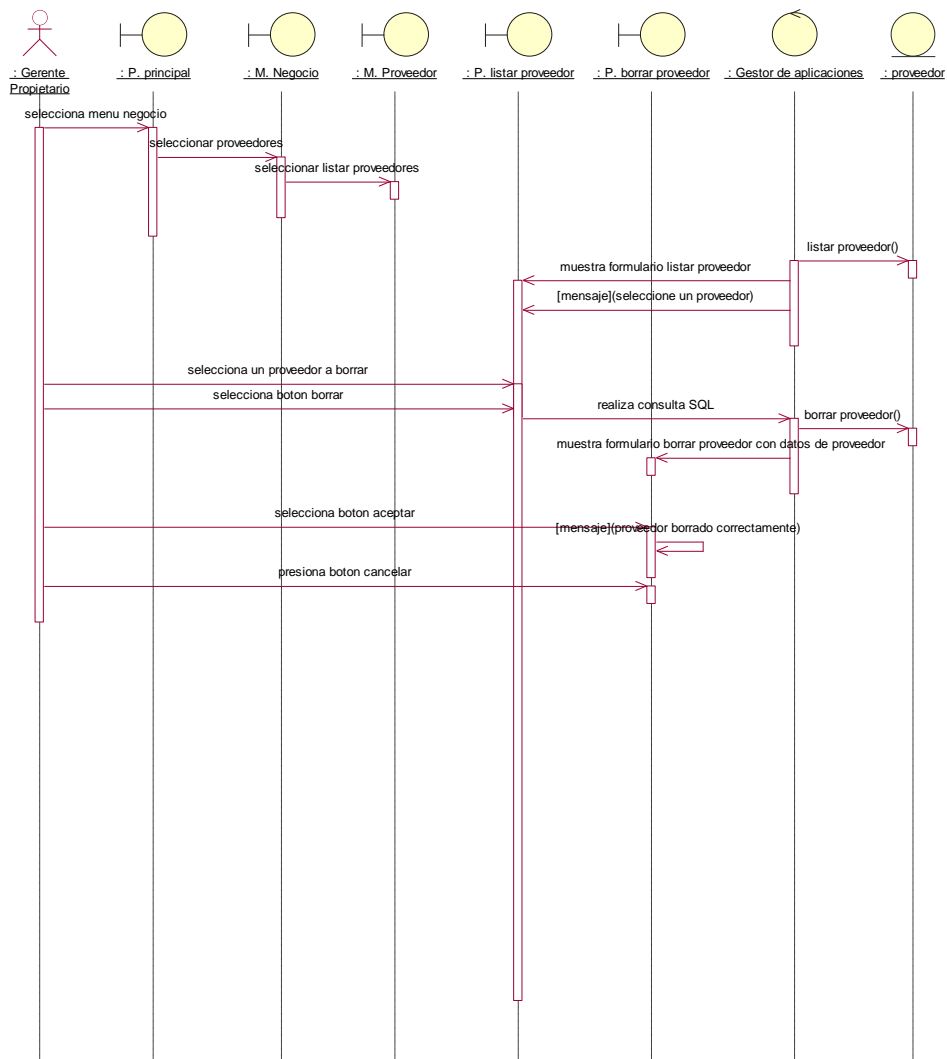 : Gerente
Propietario
: P. principal
: M. Negocio
: M. Proveedor
: P. listar proveedor
: P. borrar proveedor
: Gestor de aplicaciones
: proveedor
selecciona menu negocio
seleccionar proveedores
seleccionar listar proveedores
listar proveedor()
muestra formulario listar proveedor
[mensaje](seleccione un proveedor)
selecciona un proveedor a borrar
selecciona boton borrar
realiza consulta SQL
borrar proveedor()
muestra formulario borrar proveedor con datos de proveedor
selecciona boton aceptar
[mensaje](proveedor borrado correctamente)
presiona boton cancelar